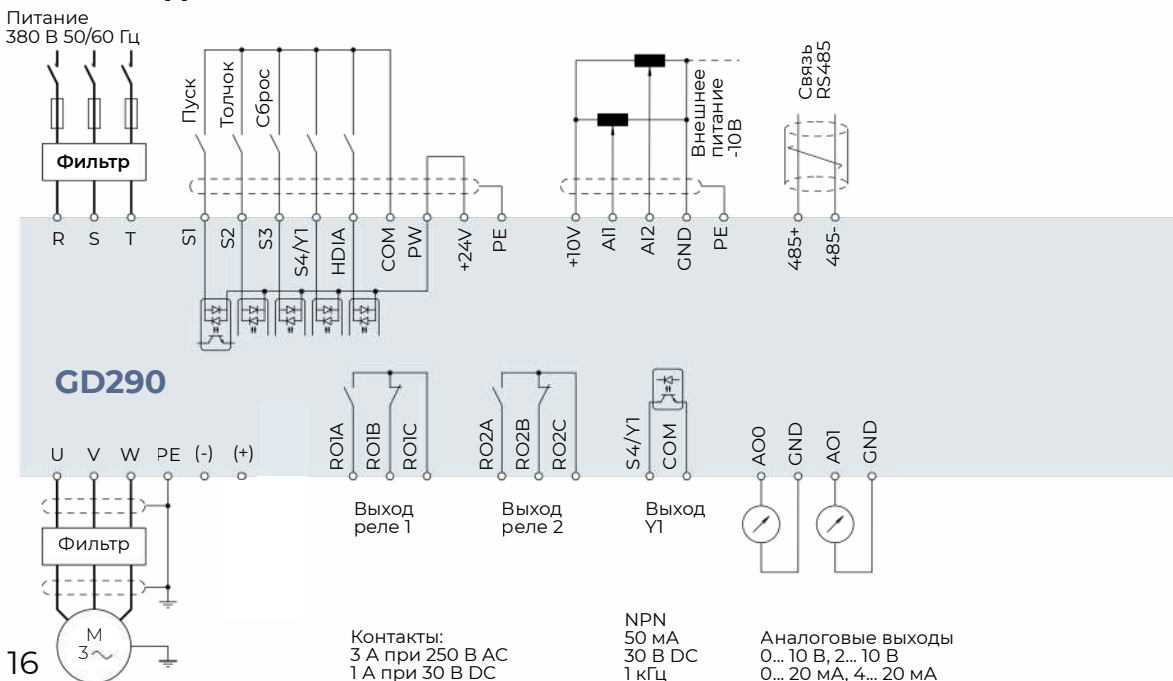 Питание
380 В 50/60 Гц
Пуск
Толчок
Сброс
Внешнее
питание
-10В
Связь
RS485
Фильтр
R S T
S1 S2 S3 S4/Y1 HDIA COM PW +24V PE
+10V AI1 AI2 GND PE
485+ 485-
GD290
U V W PE (-) (+)
RO1A RO1B RO1C
RO2A RO2B RO2C
S4/Y1 COM
AO0 GND AO1 GND
Выход
реле 1
Выход
реле 2
Выход
Y1
Фильтр
M
3~
Контакты:
3 А при 250 В AC
1 А при 30 В DC
NPN
50 мА
30 В DC
1 кГц
Аналоговые выходы
0... 10 В, 2... 10 В
0... 20 мА, 4... 20 мА
16